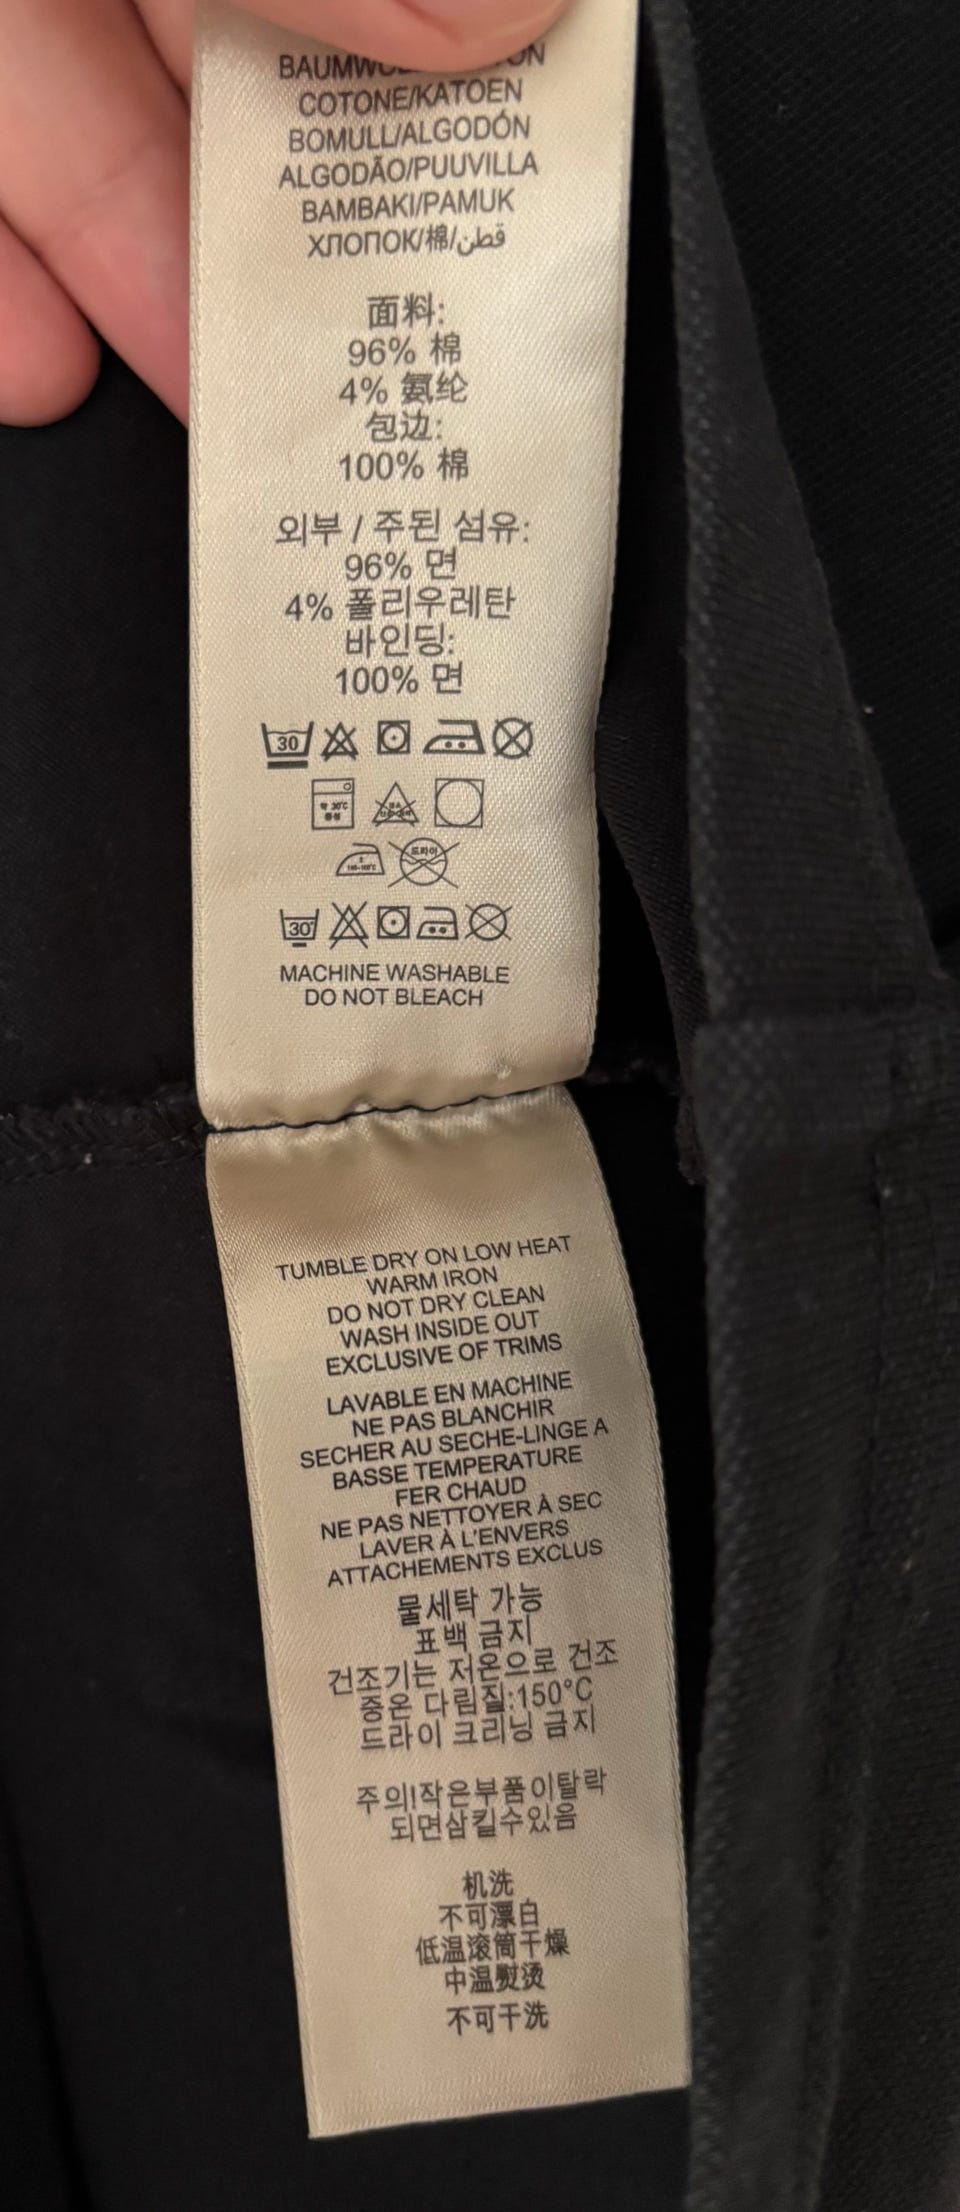 COTONE/KATOEN
BOMULL/ALGODÓN
ALGODÃO/PUUVILLA
BAMBAKI/PAMUK
ХЛОПОК/棉/قطن
面料:
96% 棉
4% 氨纶
包边:
100% 棉
외부 / 주된 섬유:
96% 면
4% 폴리우레탄
바인딩:
100% 면
30
드라이
30°
MACHINE WASHABLE
DO NOT BLEACH
TUMBLE DRY ON LOW HEAT
WARM IRON
DO NOT DRY CLEAN
WASH INSIDE OUT
EXCLUSIVE OF TRIMS
LAVABLE EN MACHINE
NE PAS BLANCHIR
SECHER AU SECHE-LINGE A
BASSE TEMPERATURE
FER CHAUD
NE PAS NETTOYER À SEC
LAVER À L'ENVERS
ATTACHEMENTS EXCLUS
물세탁 가능
표백 금지
건조기는 저온으로 건조
중온 다림질:150°C
드라이 크리닝 금지
주의!작은부품이탈락
되면삼킬수있음
机洗
不可漂白
低温滚筒干燥
中温熨烫
不可干洗